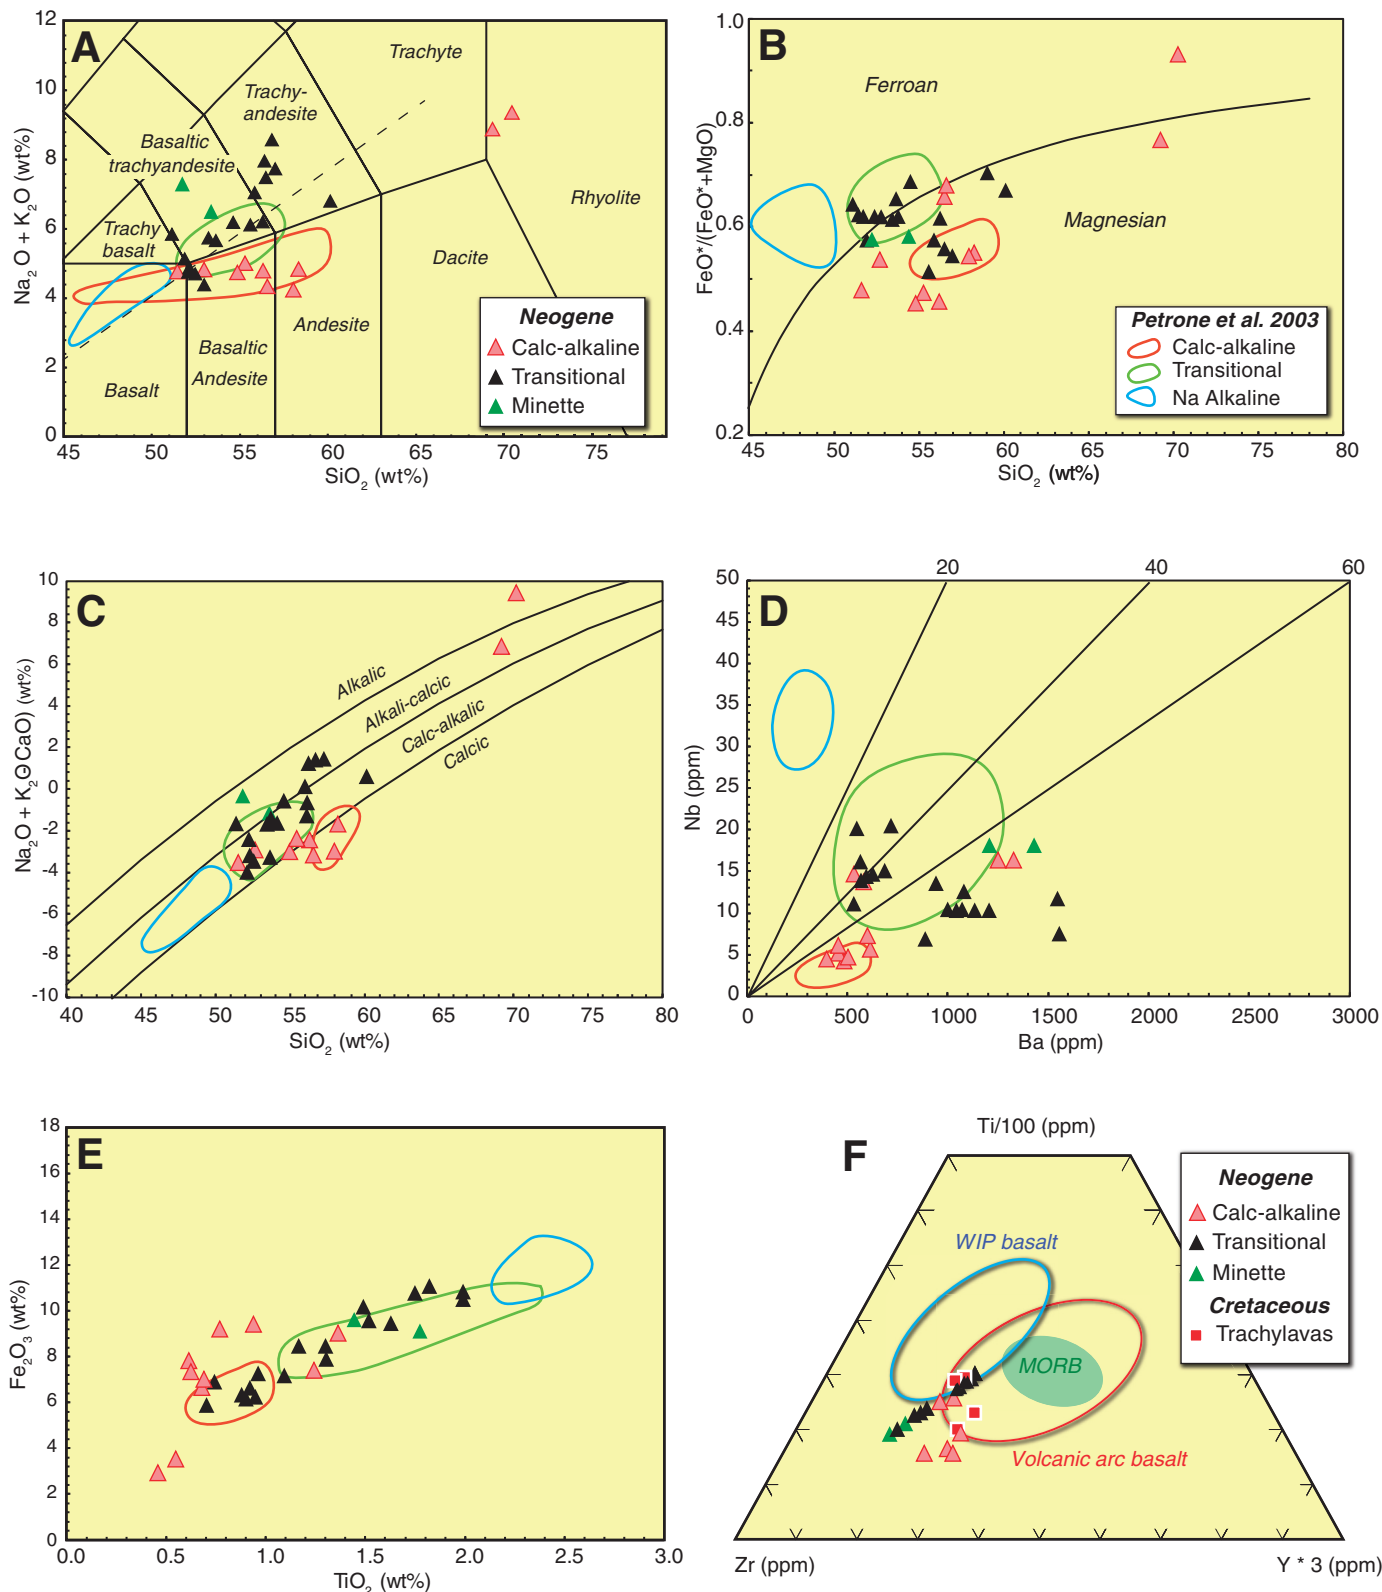 A
12
10
8
6
4
2
0
Na2O + K2O (wt%)
45
50
55
60
65
70
75
SiO2 (wt%)
Trachyte
Trachy-
andesite
Basaltic
trachyandesite
Trachy
basalt
Rhyolite
Dacite
Andesite
Basaltic
Andesite
Basalt
Neogene
Calc-alkaline
Transitional
Minette
B
1.0
0.8
0.6
0.4
0.2
FeO*/(FeO*+MgO)
45
50
55
60
65
70
75
80
SiO2 (wt%)
Ferroan
Magnesian
Petrone et al. 2003
Calc-alkaline
Transitional
Na Alkaline
C
10
8
6
4
2
0
-2
-4
-6
-8
-10
40
45
50
55
60
65
70
75
80
SiO2 (wt%)
Alkalic
Alkali-calcic
Calc-alkalic
Calcic
D
20
40
60
50
45
40
35
30
25
20
15
10
5
0
Nb (ppm)
0
500
1000
1500
2000
2500
3000
Ba (ppm)
E
18
16
14
12
10
8
6
4
2
0
Fe2O3 (wt%)
0.0
0.5
1.0
1.5
2.0
2.5
3.0
TiO2 (wt%)
F
Ti/100 (ppm)
WIP basalt
MORB
Volcanic arc basalt
Zr (ppm)
Y * 3 (ppm)
Neogene
Calc-alkaline
Transitional
Minette
Cretaceous
Trachylavas